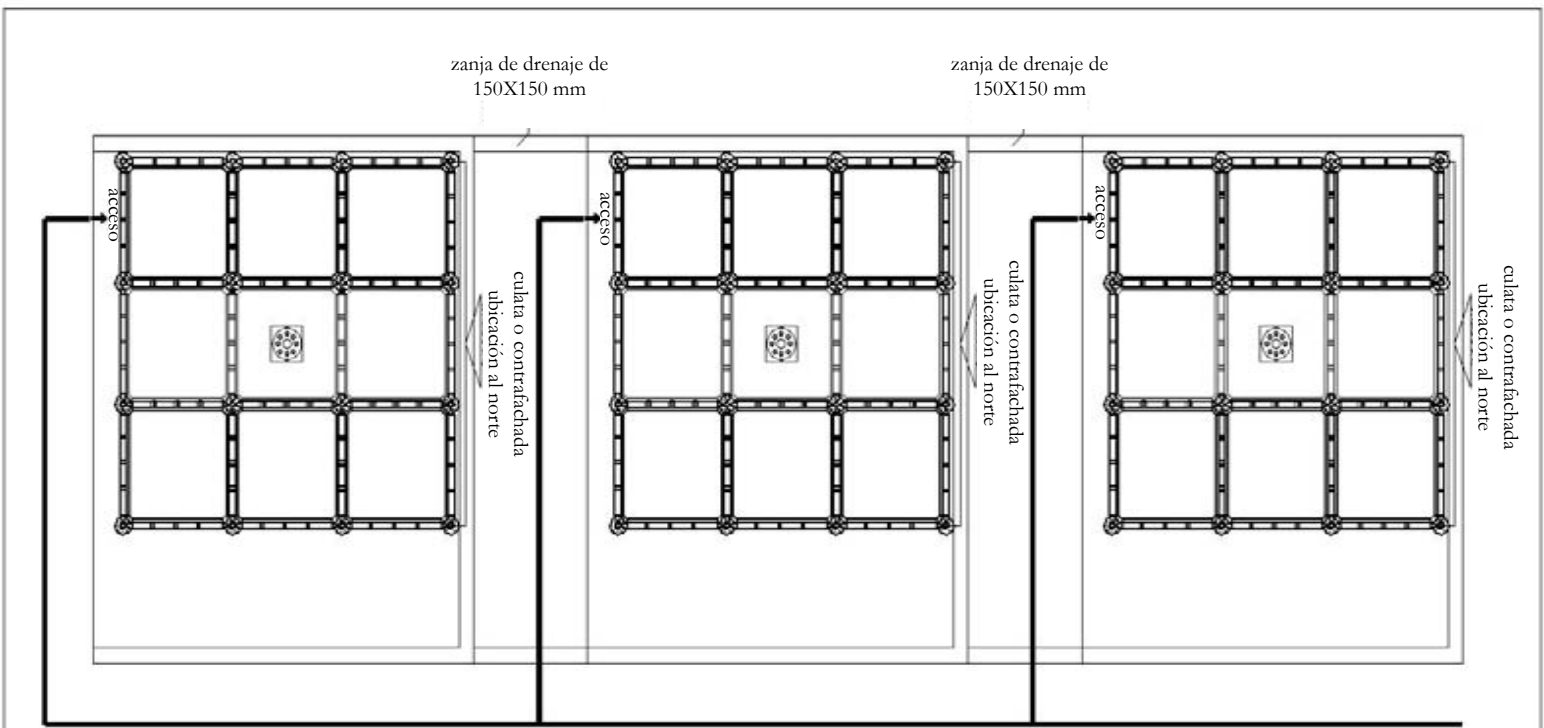 zanja de drenaje de
150X150 mm
zanja de drenaje de
150X150 mm
acceso
culata o contrafachada
ubicación al norte
acceso
culata o contrafachada
ubicación al norte
acceso
culata o contrafachada
ubicación al norte